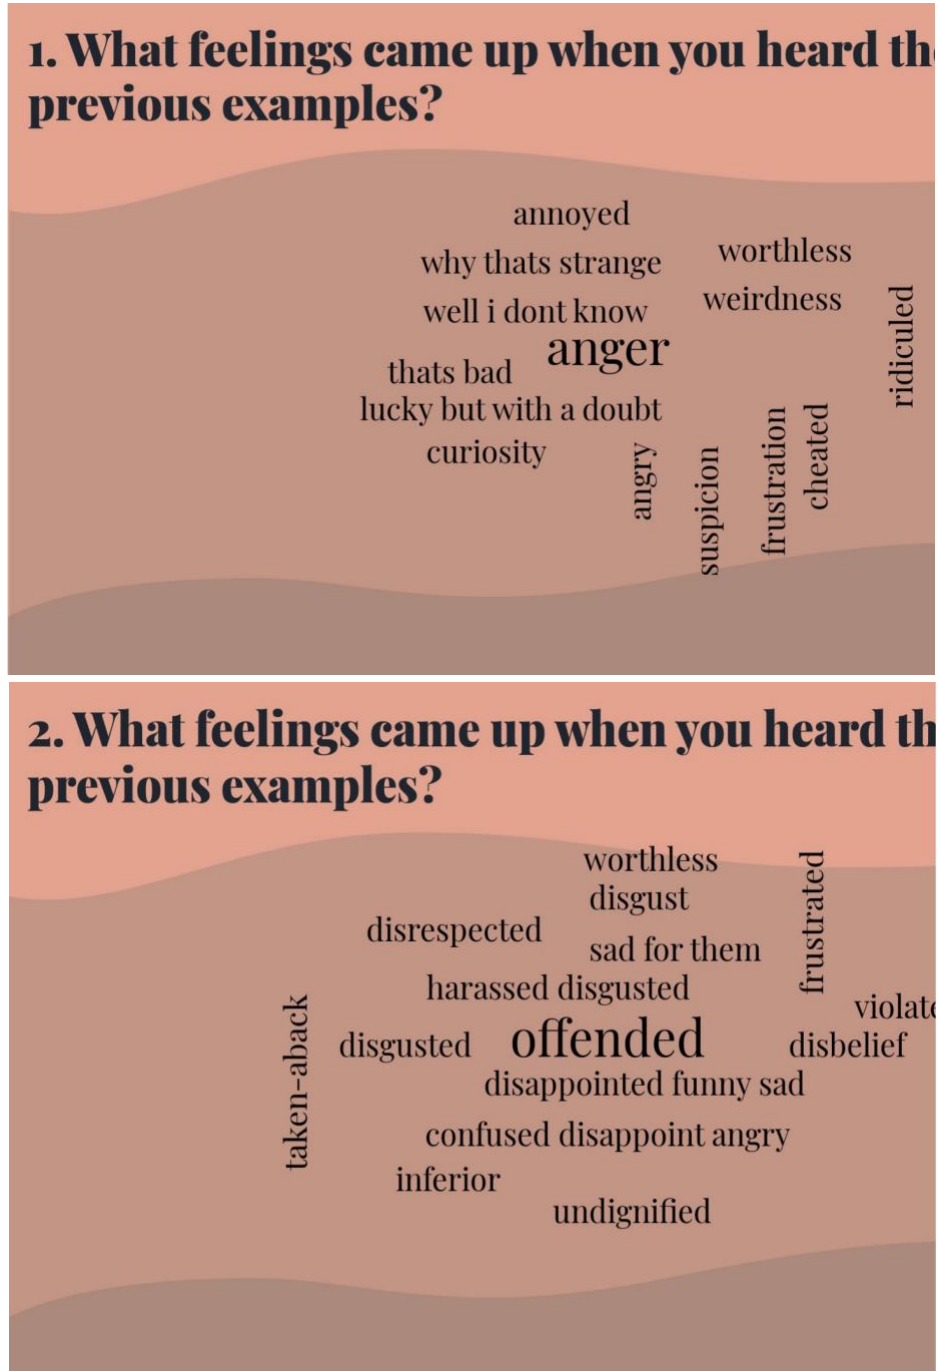 1. What feelings came up when you heard the
previous examples?
annoyed
worthless
why thats strange
weirdness
ridiculed
well i dont know
anger
thats bad
lucky but with a doubt
curiosity
angry
suspicion
frustration
cheated
2. What feelings came up when you heard th
previous examples?
worthless
frustrated
disgust
disrespected
sad for them
harassed disgusted
violate
taken-aback
disgusted
offended
disbelief
disappointed funny sad
confused disappoint angry
inferior
undignified